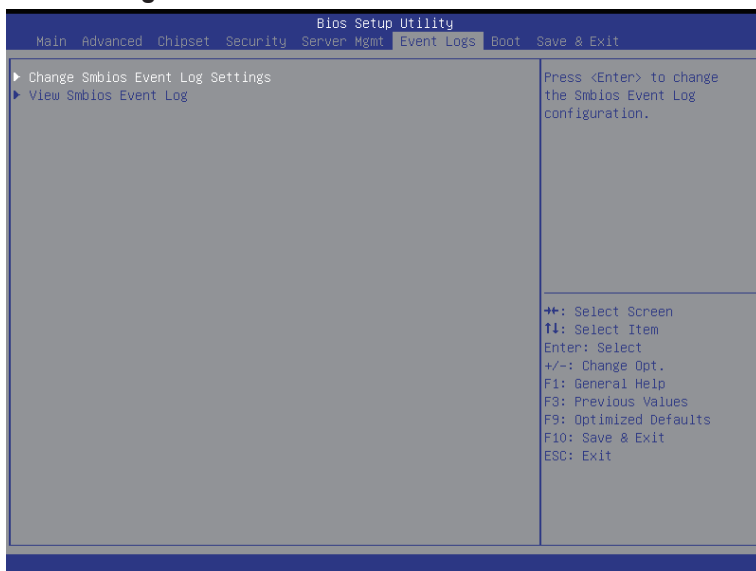 Bios Setup Utility
Main Advanced Chipset Security Server Mgmt Event Logs Boot Save & Exit
Change Smbios Event Log Settings
View Smbios Event Log
Press <Enter> to change
the Smbios Event Log
configuration.
→←: Select Screen
↑↓: Select Item
Enter: Select
+/-: Change Opt.
F1: General Help
F3: Previous Values
F9: Optimized Defaults
F10: Save & Exit
ESC: Exit